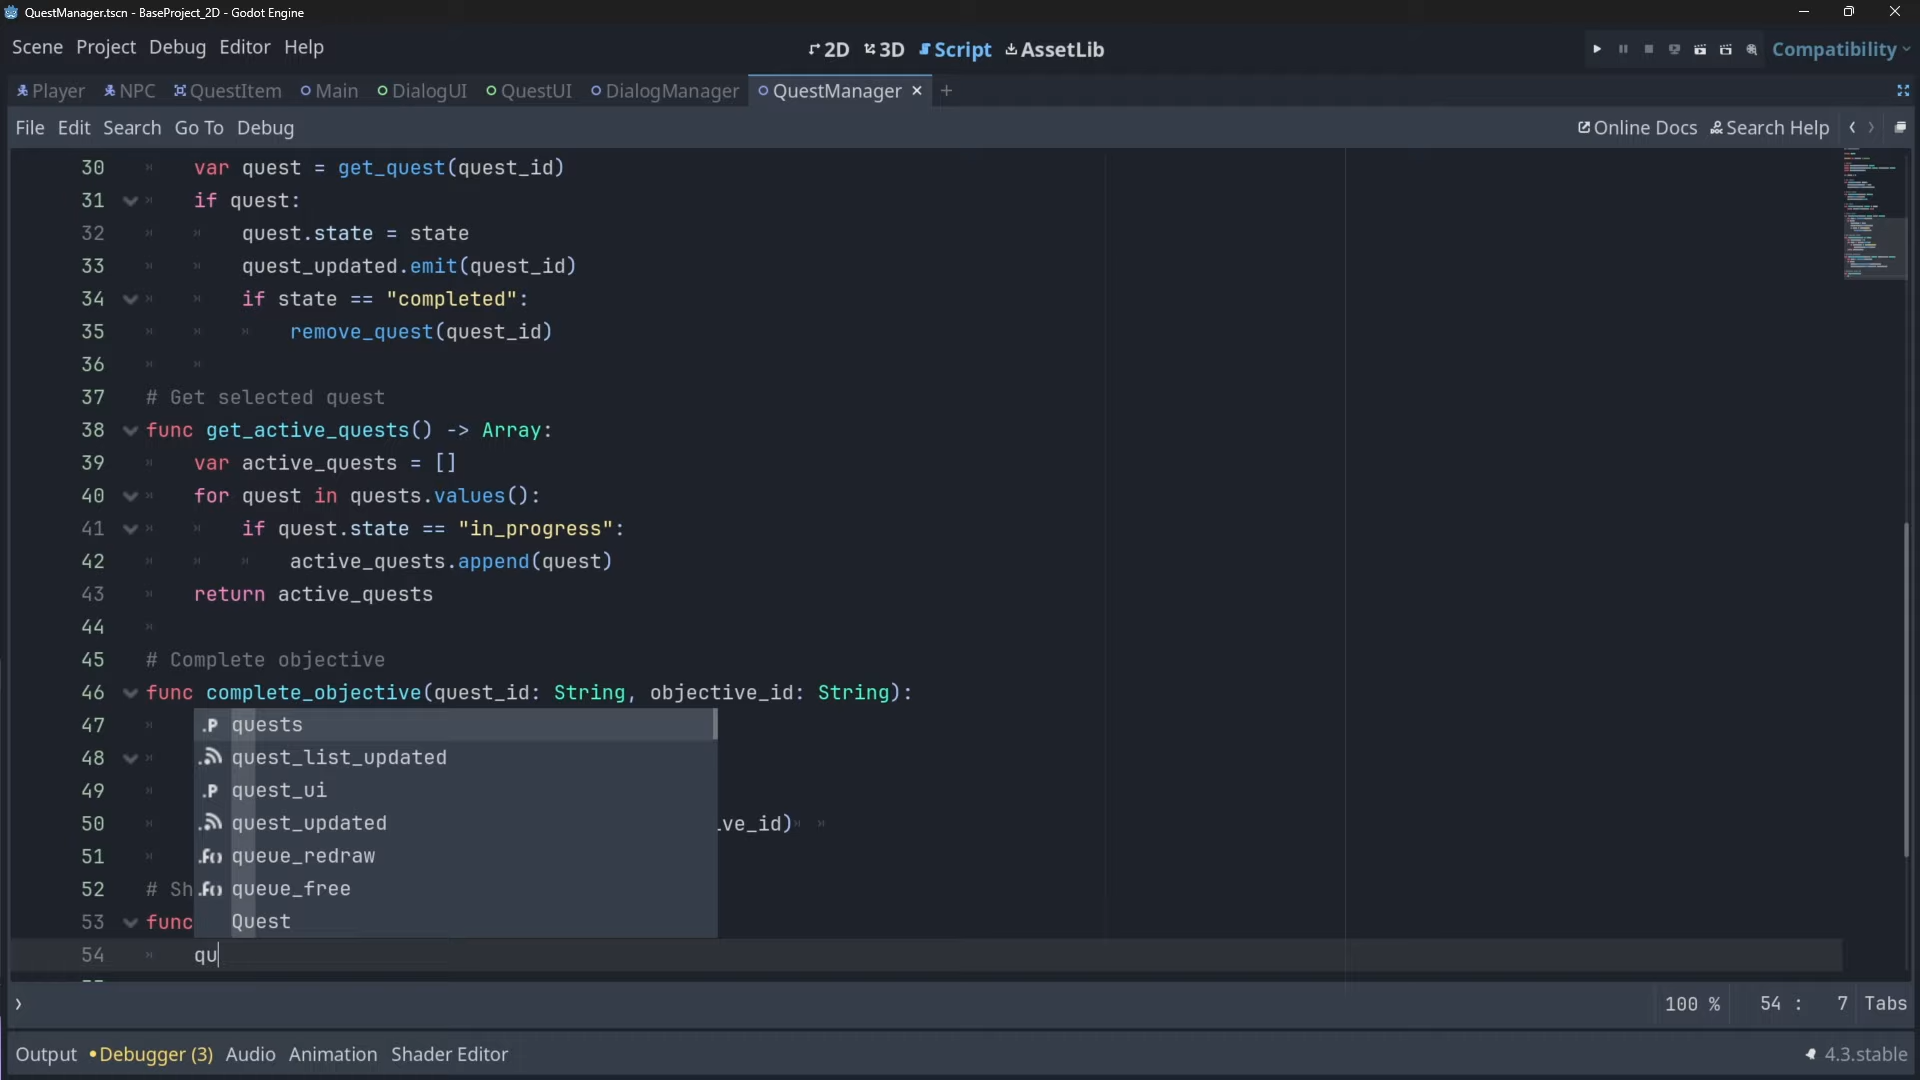 QuestManager.tscn - BaseProject_2D - Godot Engine
Scene Project Debug Editor Help
2D 3D Script AssetLib
Compatibility
Player NPC QuestItem Main DialogUI QuestUI DialogManager QuestManager
File Edit Search Go To Debug
Online Docs Search Help
30 var quest = get_quest(quest_id)
31 if quest:
32 quest.state = state
33 quest_updated.emit(quest_id)
34 if state == "completed":
35 remove_quest(quest_id)
36
37 # Get selected quest
38 func get_active_quests() -> Array:
39 var active_quests = []
40 for quest in quests.values():
41 if quest.state == "in_progress":
42 active_quests.append(quest)
43 return active_quests
44
45 # Complete objective
46 func complete_objective(quest_id: String, objective_id: String):
47 .P quests
48 quest_list_updated
49 .P quest_ui
50 quest_updated ve_id)
51 .F() queue_redraw
52 # Sh .F() queue_free
53 func Quest
54 qu
100 % 54 : 7 Tabs
Output Debugger (3) Audio Animation Shader Editor
4.3.stable